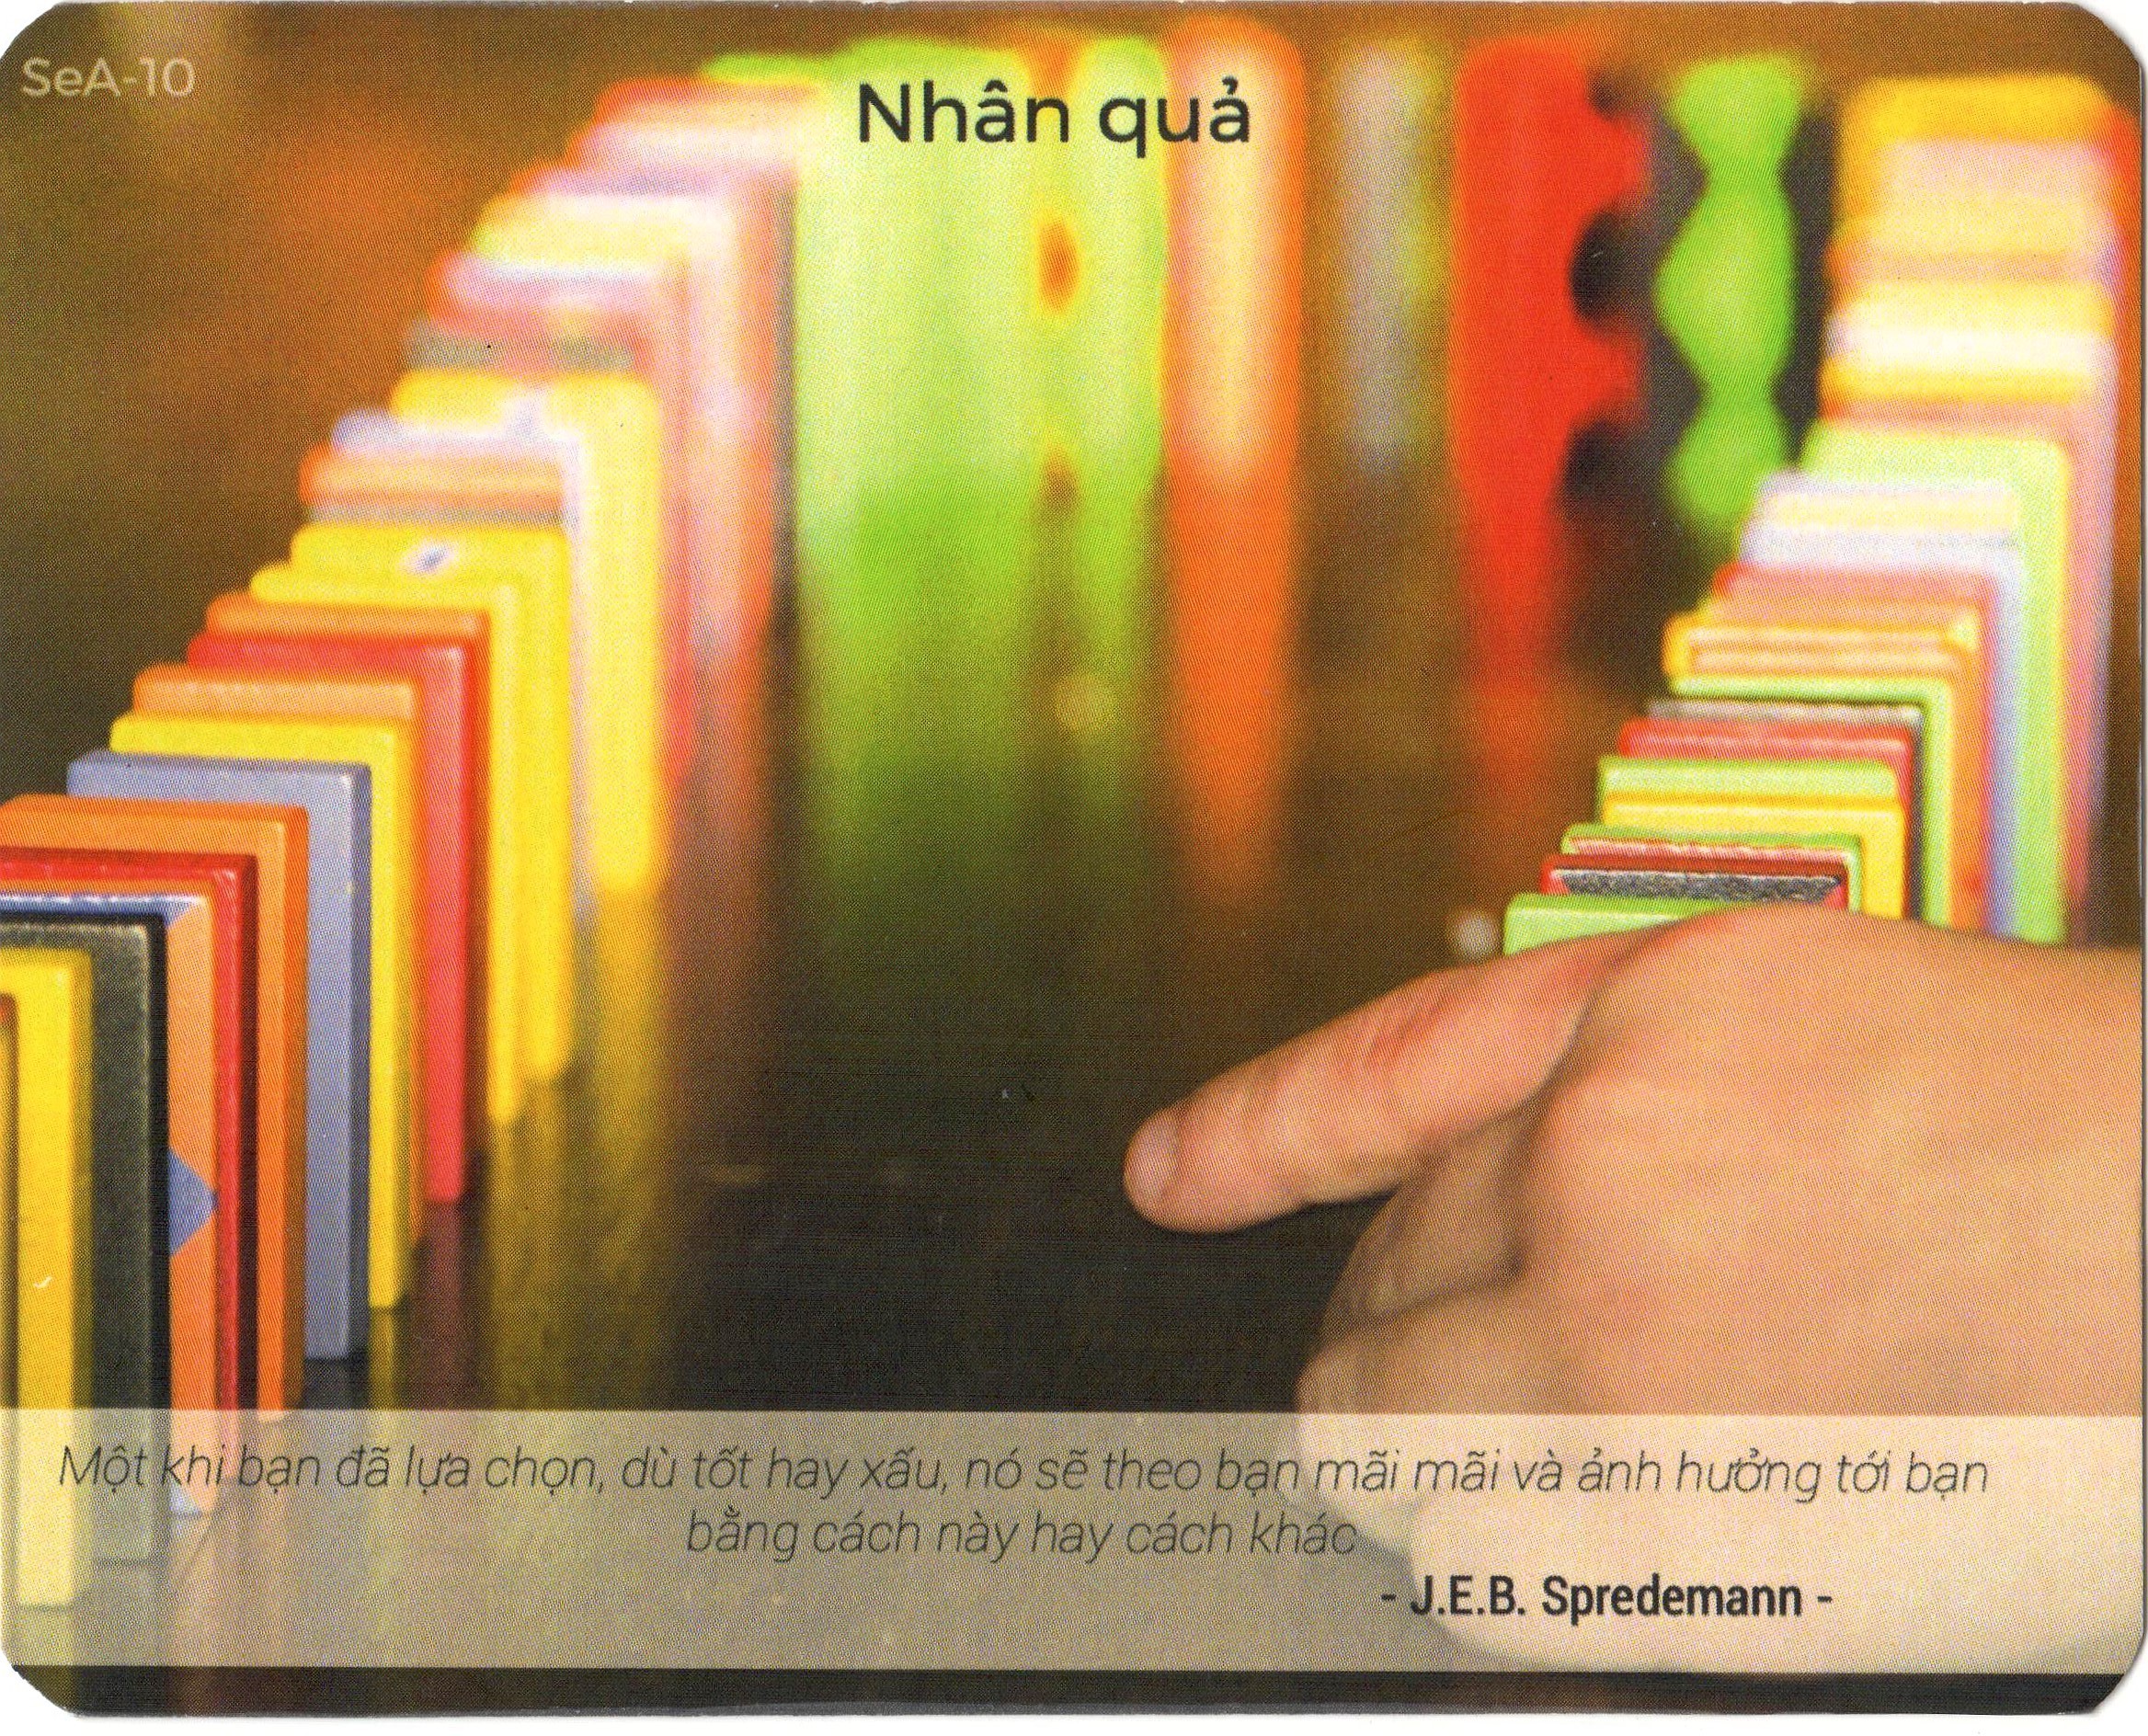 SeA-10
Nhân quả
Một khi bạn đã lựa chọn, dù tốt hay xấu, nó sẽ theo bạn mãi mãi và ảnh hưởng tới bạn
bằng cách này hay cách khác
- J.E.B. Spredemann -